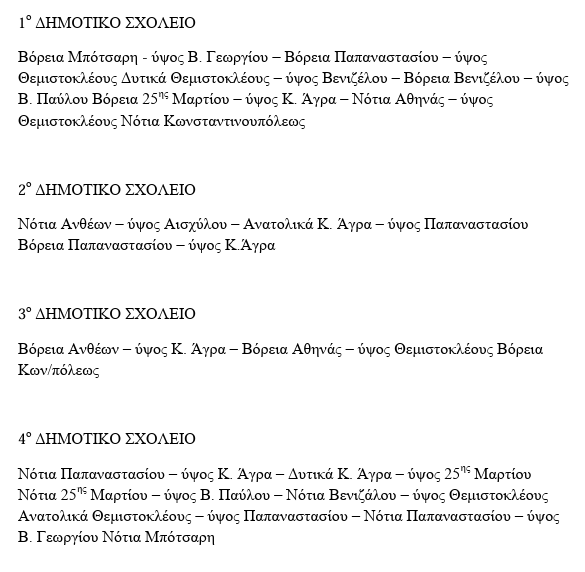 1ο ΔΗΜΟΤΙΚΟ ΣΧΟΛΕΙΟ
Βόρεια Μπότσαρη - ύψος Β. Γεωργίου – Βόρεια Παπαναστασίου – ύψος
Θεμιστοκλέους Δυτικά Θεμιστοκλέους – ύψος Βενιζέλου – Βόρεια Βενιζέλου – ύψος
Β. Παύλου Βόρεια 25ης Μαρτίου – ύψος Κ. Άγρα – Νότια Αθηνάς – ύψος
Θεμιστοκλέους Νότια Κωνσταντινουπόλεως
2ο ΔΗΜΟΤΙΚΟ ΣΧΟΛΕΙΟ
Νότια Ανθέων – ύψος Αισχύλου – Ανατολικά Κ. Άγρα – ύψος Παπαναστασίου
Βόρεια Παπαναστασίου – ύψος Κ.Άγρα
3ο ΔΗΜΟΤΙΚΟ ΣΧΟΛΕΙΟ
Βόρεια Ανθέων – ύψος Κ. Άγρα – Βόρεια Αθηνάς – ύψος Θεμιστοκλέους Βόρεια
Κων/πόλεως
4ο ΔΗΜΟΤΙΚΟ ΣΧΟΛΕΙΟ
Νότια Παπαναστασίου – ύψος Κ. Άγρα – Δυτικά Κ. Άγρα – ύψος 25ης Μαρτίου
Νότια 25ης Μαρτίου – ύψος Β. Παύλου – Νότια Βενιζάλου – ύψος Θεμιστοκλέους
Ανατολικά Θεμιστοκλέους – ύψος Παπαναστασίου – Νότια Παπαναστασίου – ύψος
Β. Γεωργίου Νότια Μπότσαρη